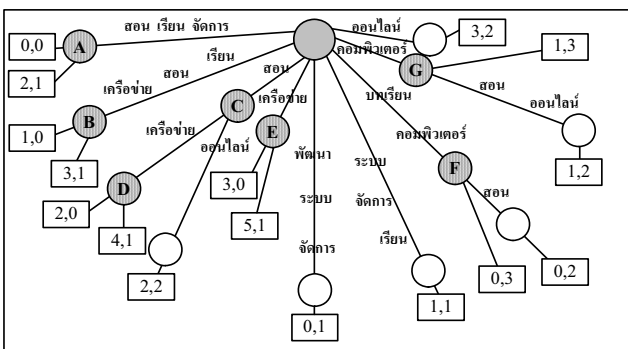 สอน เรียน จัดการ
ออนไลน์
0,0
A
3,2
คอมพิวเตอร์
เรียน
สอน
1,3
2,1
สอน
G
เครือข่าย
บทเรียน
สอน
ออนไลน์
C
เครือข่าย
B
เครือข่าย
E
คอมพิวเตอร์
1,0
ออนไลน์
พัฒนา
ระบบ
3,1
F
1,2
D
3,0
สอน
2,0
ระบบ
จัดการ
5,1
4,1
จัดการ
เรียน
0,3
0,2
2,2
1,1
0,1